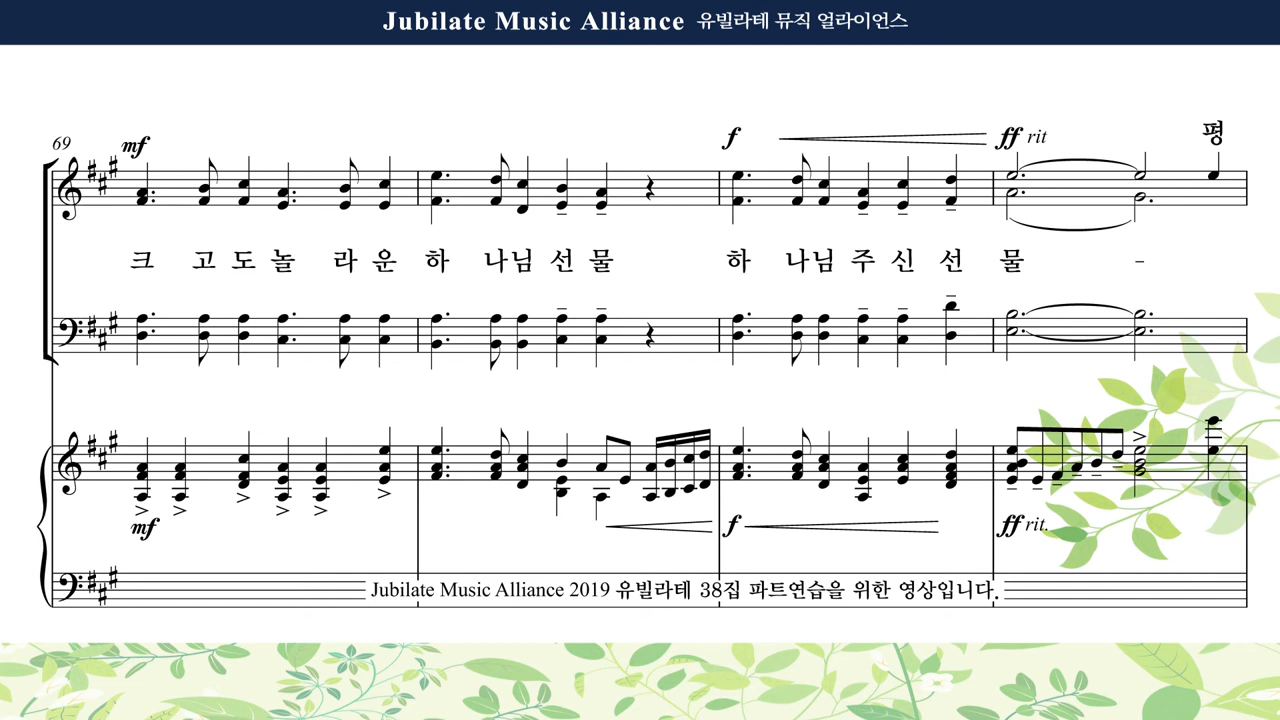 Jubilate Music Alliance 유빌라테 뮤직 얼라이언스
69 mf f ff rit 평
크 고 도 놀 라 운 하 나 님 선 물 하 나 님 주 신 선 물 -
mf f ff rit.
Jubilate Music Alliance 2019 유빌라테 38집 파트연습을 위한 영상입니다.